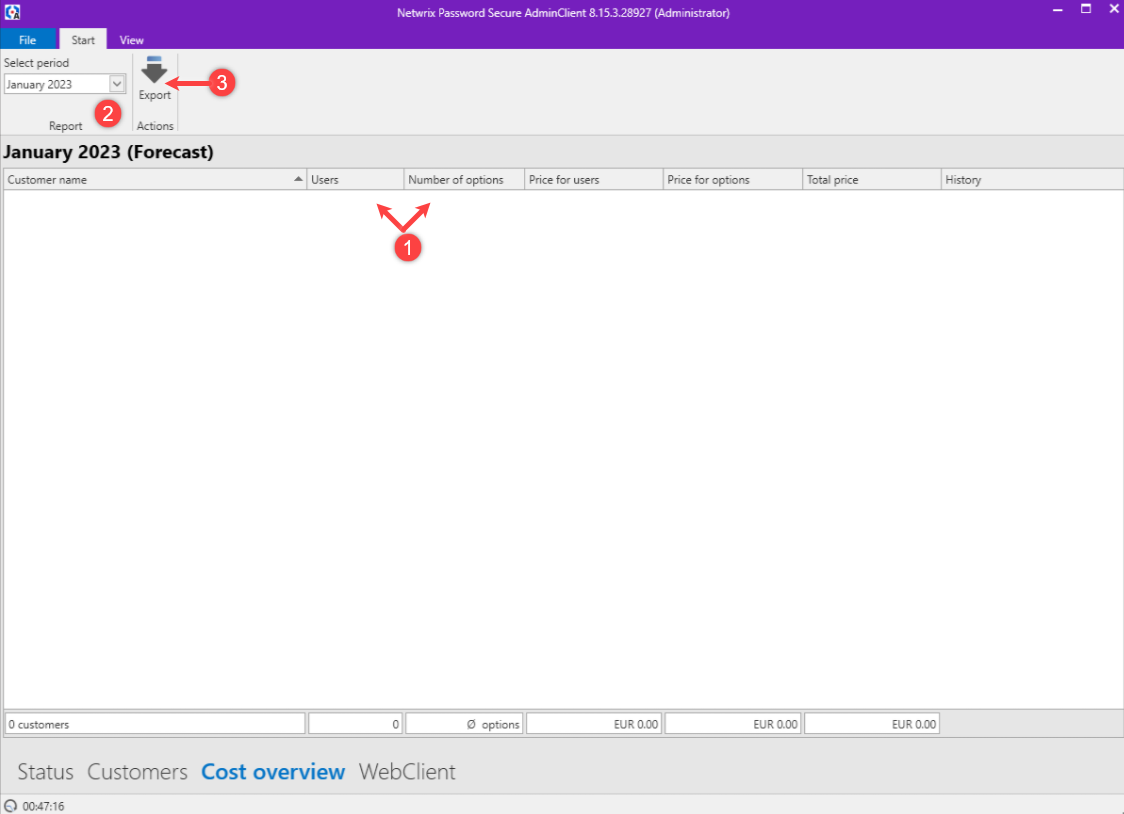 Netwrix Password Secure AdminClient 8.15.3.28927 (Administrator)
File Start View
Select period
January 2023
Export
3
2
Report
Actions
January 2023 (Forecast)
Customer name Users Number of options Price for users Price for options Total price History
1
0 customers 0 Ø options EUR 0.00 EUR 0.00 EUR 0.00
Status Customers Cost overview WebClient
00:47:16